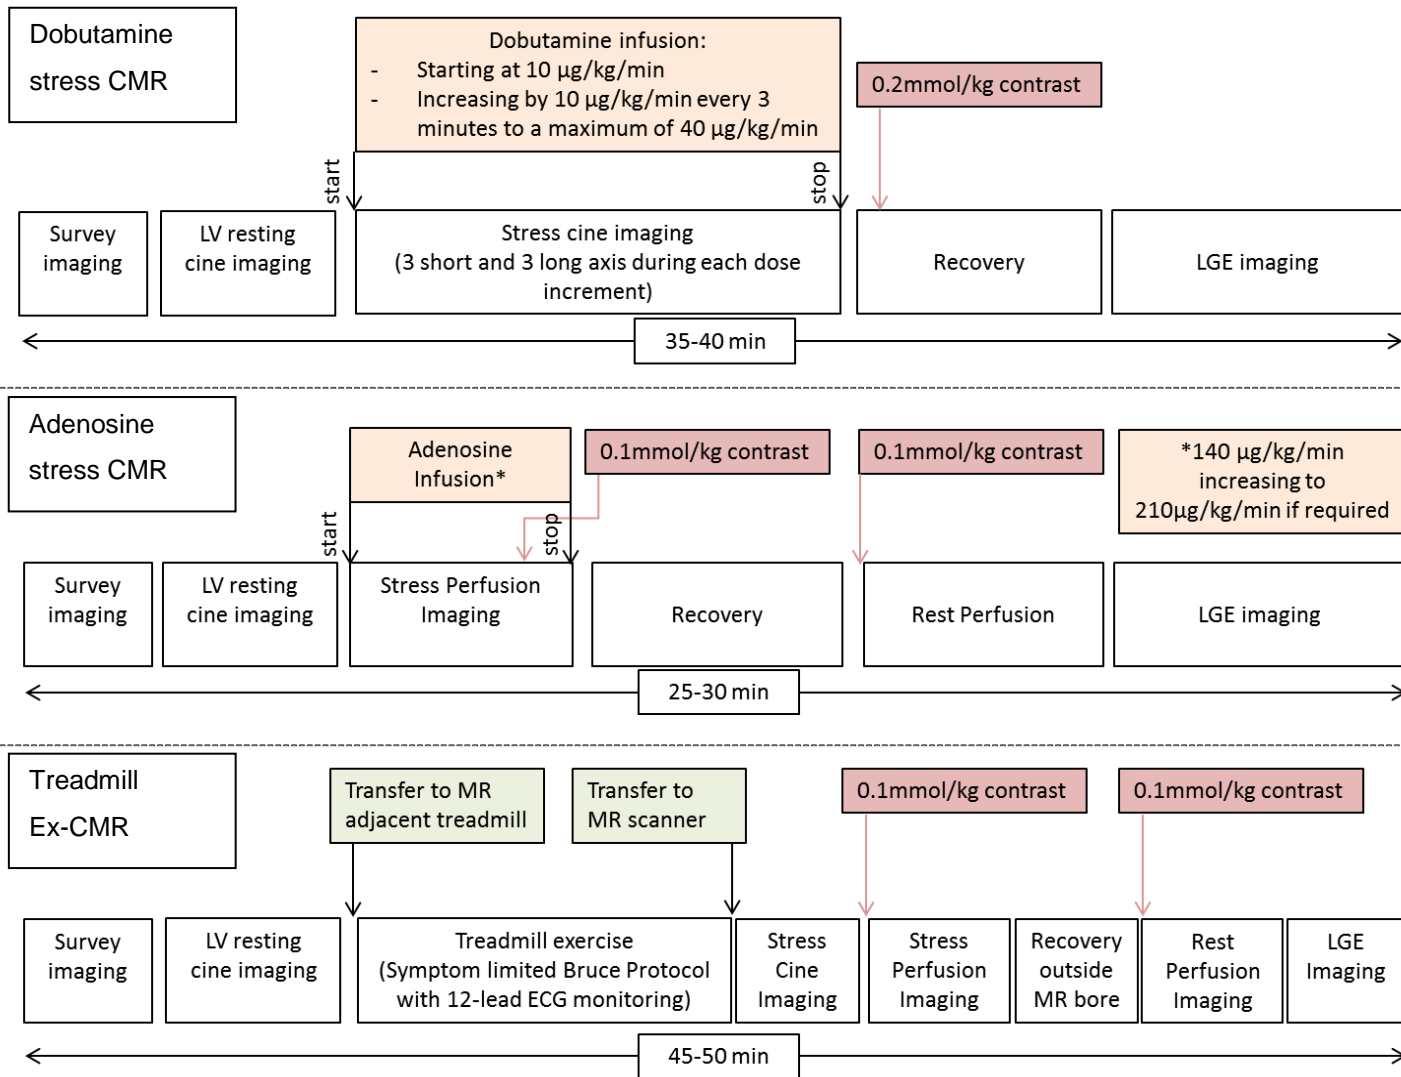 Dobutamine
stress CMR
Dobutamine infusion:
- Starting at 10 µg/kg/min
- Increasing by 10 µg/kg/min every 3
minutes to a maximum of 40 µg/kg/min
0.2mmol/kg contrast
start
stop
Survey
imaging
LV resting
cine imaging
Stress cine imaging
(3 short and 3 long axis during each dose
increment)
Recovery
LGE imaging
35-40 min
Adenosine
stress CMR
Adenosine
Infusion*
0.1mmol/kg contrast
0.1mmol/kg contrast
*140 µg/kg/min
increasing to
210µg/kg/min if required
start
stop
Survey
imaging
LV resting
cine imaging
Stress Perfusion
Imaging
Recovery
Rest Perfusion
LGE imaging
25-30 min
Treadmill
Ex-CMR
Transfer to MR
adjacent treadmill
Transfer to
MR scanner
0.1mmol/kg contrast
0.1mmol/kg contrast
Survey
imaging
LV resting
cine imaging
Treadmill exercise
(Symptom limited Bruce Protocol
with 12-lead ECG monitoring)
Stress
Cine
Imaging
Stress
Perfusion
Imaging
Recovery
outside
MR bore
Rest
Perfusion
Imaging
LGE
Imaging
45-50 min